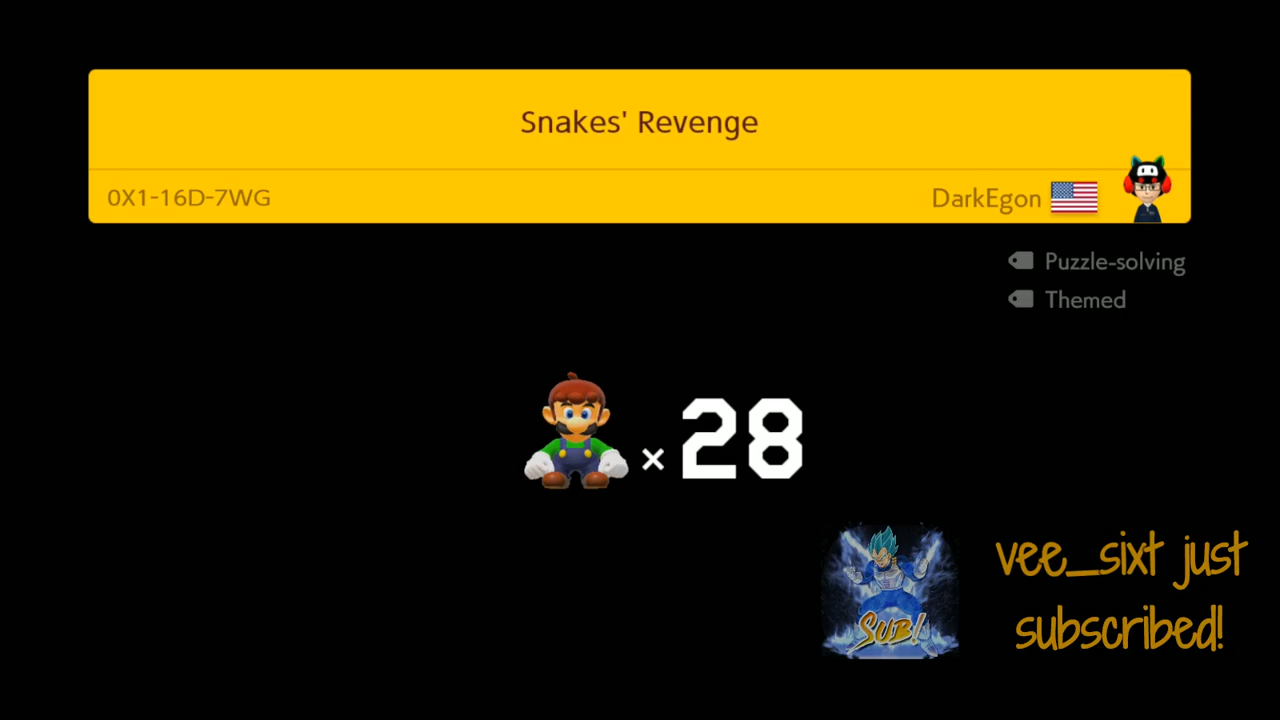 Snakes' Revenge
0X1-16D-7WG
DarkEgon
Puzzle-solving
Themed
× 28
SUB!
vee_sixt just
subscribed!